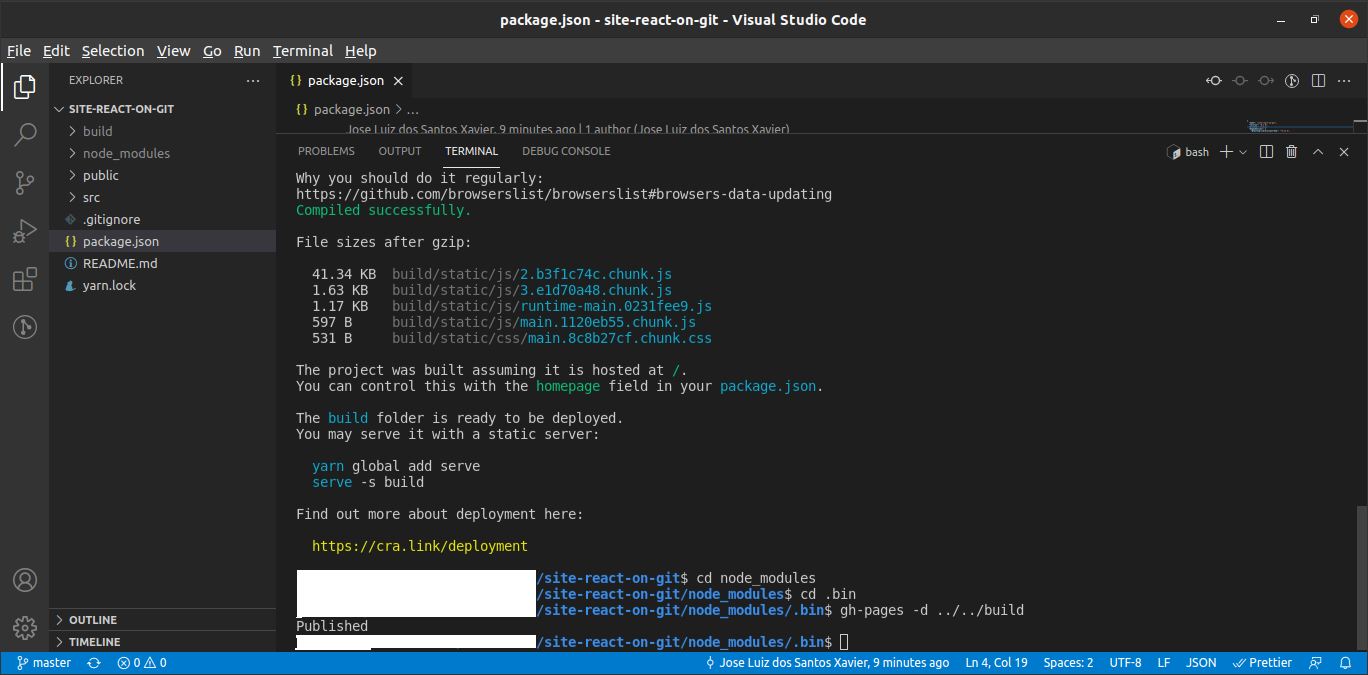 package.json - site-react-on-git - Visual Studio Code
File Edit Selection View Go Run Terminal Help
EXPLORER
SITE-REACT-ON-GIT
build
node_modules
public
src
.gitignore
{ } package.json
README.md
yarn.lock
OUTLINE
TIMELINE
{ } package.json
{ } package.json > ...
Jose Luiz dos Santos Xavier, 9 minutes ago | 1 author (Jose Luiz dos Santos Xavier)
PROBLEMS OUTPUT TERMINAL DEBUG CONSOLE
bash
Why you should do it regularly:
https://github.com/browserslist/browserslist#browsers-data-updating
Compiled successfully.
File sizes after gzip:
41.34 KB build/static/js/2.b3f1c74c.chunk.js
1.63 KB build/static/js/3.e1d70a48.chunk.js
1.17 KB build/static/js/runtime-main.0231fee9.js
597 B build/static/js/main.1120eb55.chunk.js
531 B build/static/css/main.8c8b27cf.chunk.css
The project was built assuming it is hosted at /.
You can control this with the homepage field in your package.json.
The build folder is ready to be deployed.
You may serve it with a static server:
yarn global add serve
serve -s build
Find out more about deployment here:
https://cra.link/deployment
/site-react-on-git$ cd node_modules
/site-react-on-git/node_modules$ cd .bin
/site-react-on-git/node_modules/.bin$ gh-pages -d ../../build
Published
/site-react-on-git/node_modules/.bin$
master 0 0 Jose Luiz dos Santos Xavier, 9 minutes ago Ln 4, Col 19 Spaces: 2 UTF-8 LF JSON Prettier